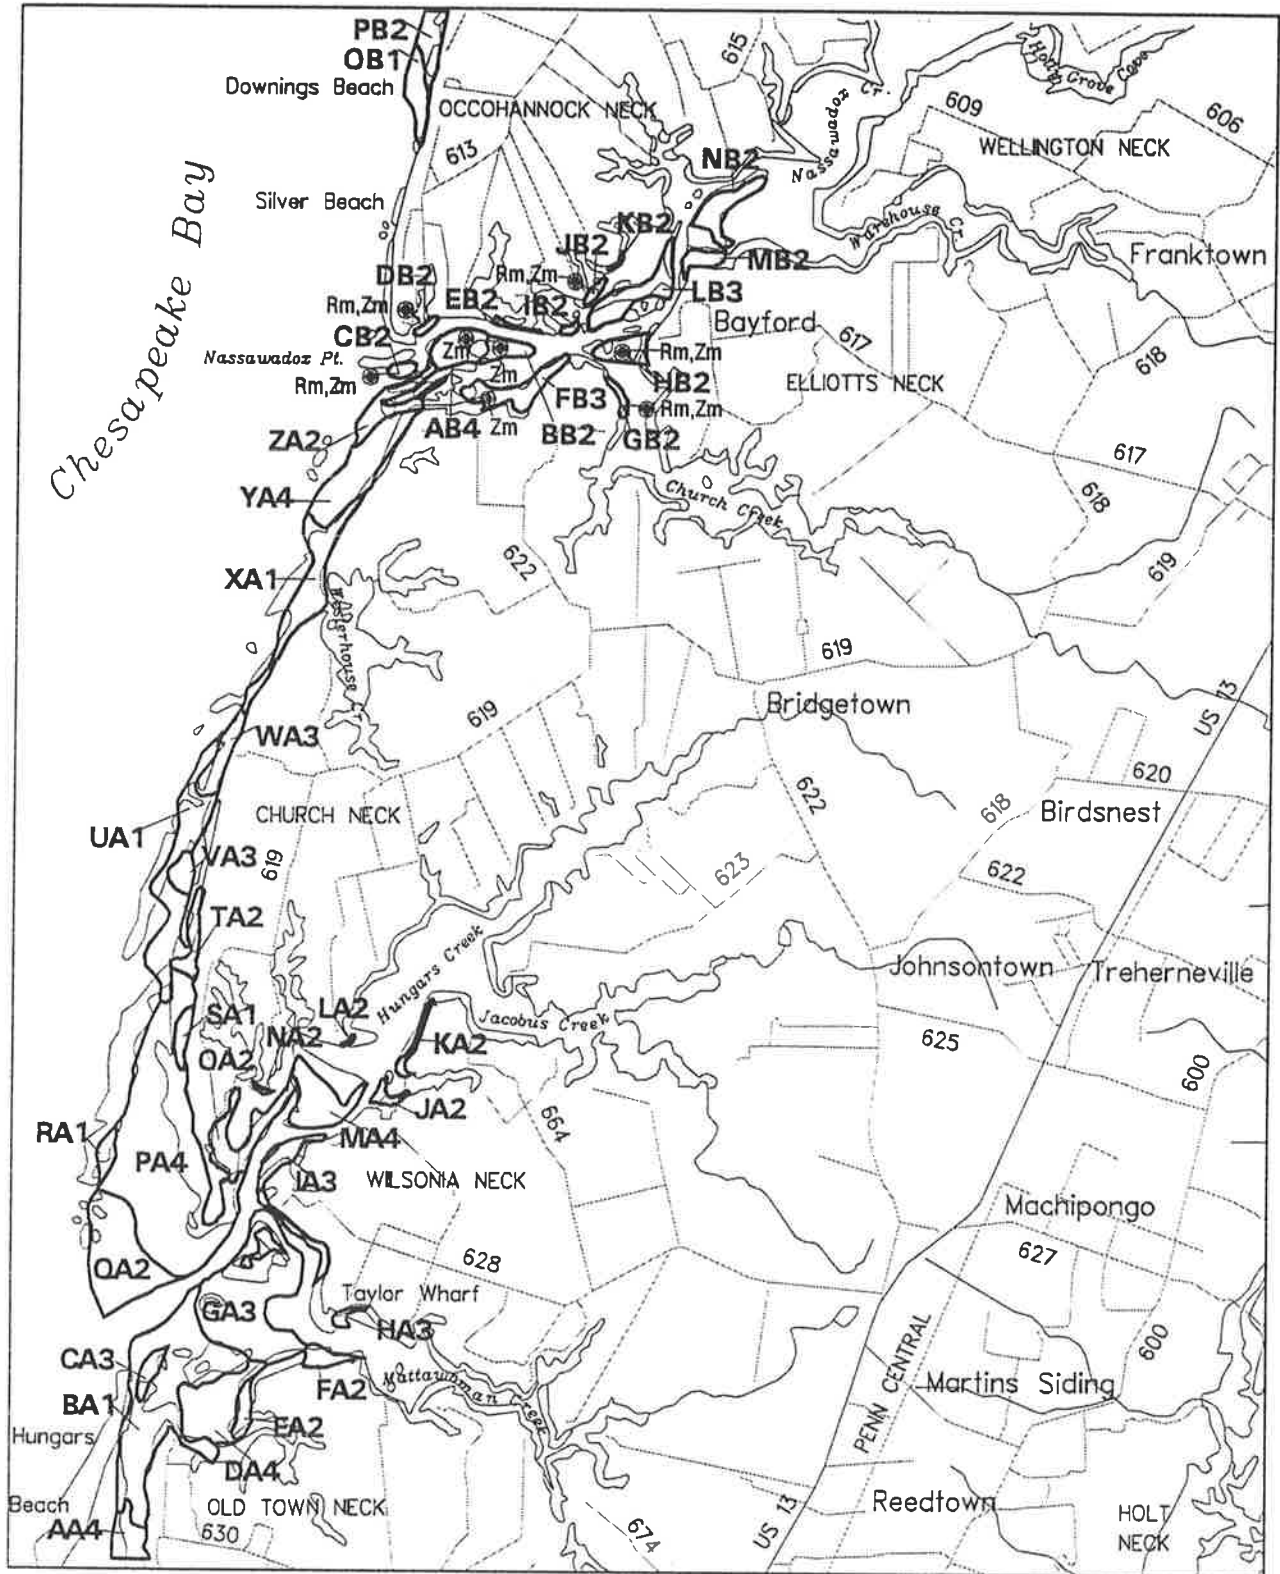 PB2
OB1
Downings Beach
OCCOHANNOCK NECK
613
615
Nassawadox Cr.
Holly Grove Cove
609
606
WELLINGTON NECK
NB2
Chesapeake Bay
Silver Beach
KB2
JB2
Warehouse Cr.
MB2
Franktown
DB2
Rm,Zm
Rm,Zm
EB2
IB2
LB3
Bayford
CB2
617
Nassawadox Pt.
Zm
Rm,Zm
618
Rm,Zm
Zm
HB2
ELLIOTTS NECK
FB3
Rm,Zm
ZA2
AB4
Zm
BB2
GB2
617
YA4
Church Creek
618
XA1
622
619
Westerhouse Cr.
619
619
Bridgetown
US 13
WA3
620
622
618
Birdsnest
CHURCH NECK
UA1
VA3
619
623
622
TA2
Hungars Creek
Johnsontown
Treherneville
SA1
LA2
NA2
Jacobus Creek
KA2
OA2
625
600
JA2
664
RA1
MA4
PA4
IA3
WILSONIA NECK
Machipongo
628
627
QA2
Taylor Wharf
GA3
HA3
PENN CENTRAL
600
CA3
FA2
Mattawoman Creek
Martins Siding
BA1
Hungars
EA2
DA4
Beach
OLD TOWN NECK
Reedtown
HOLT
NECK
AA4
630
674
US 13